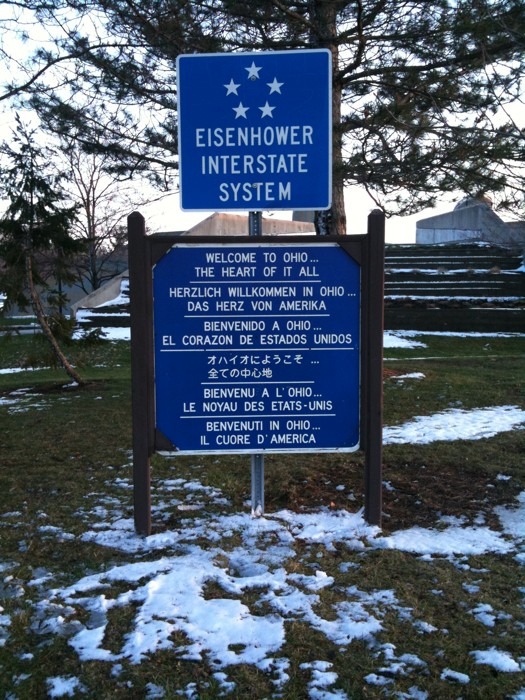 EISENHOWER
INTERSTATE
SYSTEM
WELCOME TO OHIO...
THE HEART OF IT ALL
HERZLICH WILLKOMMEN IN OHIO...
DAS HERZ VON AMERIKA
BIENVENIDO A OHIO...
EL CORAZON DE ESTADOS UNIDOS
オハイオにようこそ ...
全ての中心地
BIENVENU A L'OHIO...
LE NOYAU DES ETATS-UNIS
BENVENUTI IN OHIO...
IL CUORE D'AMERICA